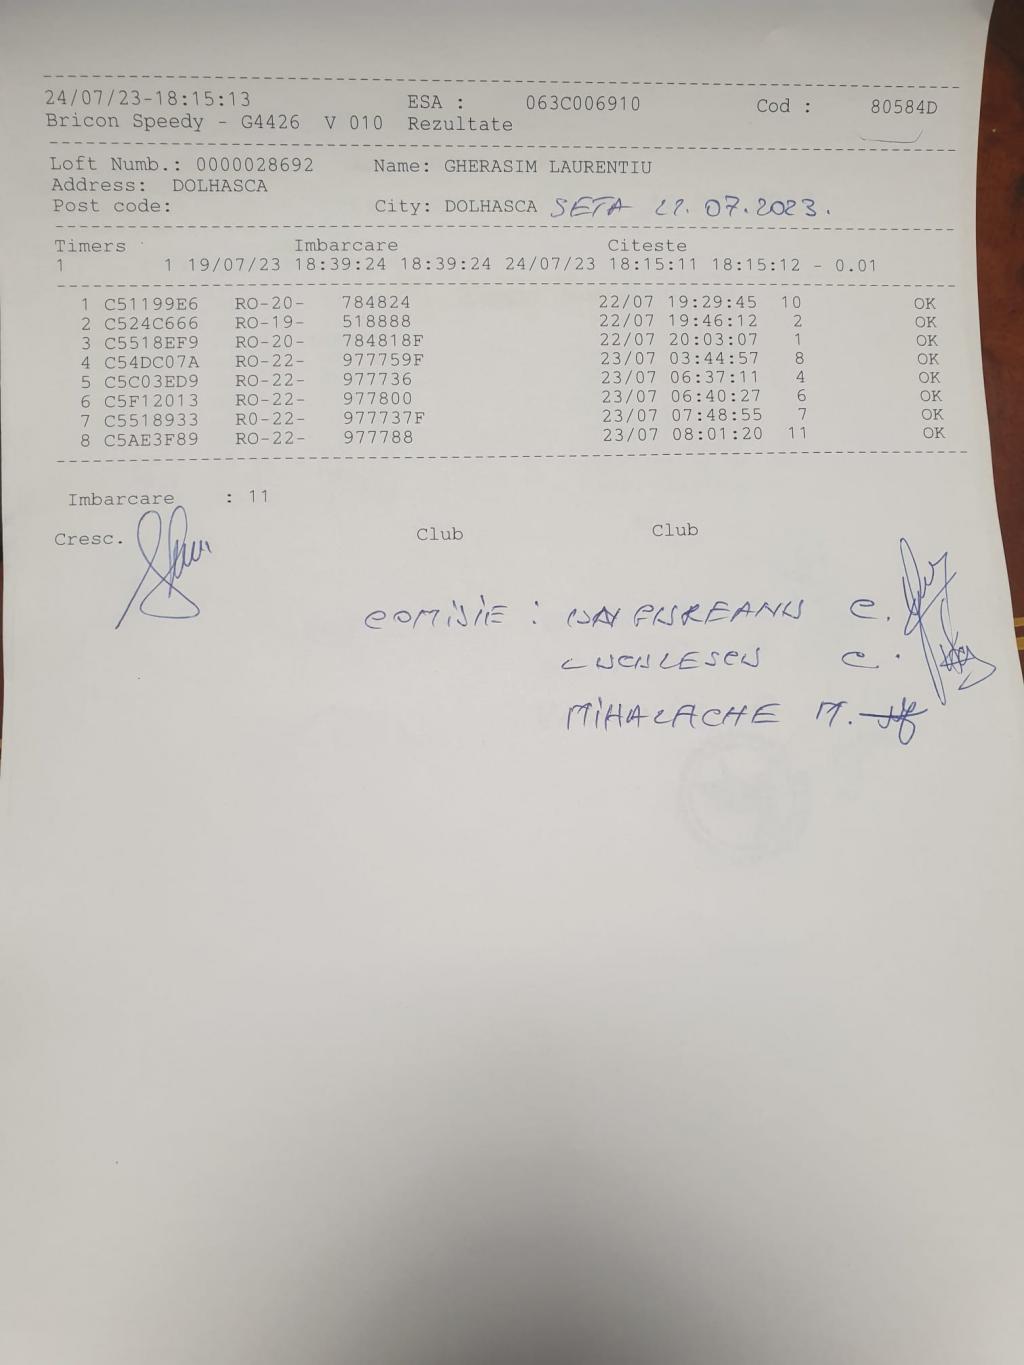 24/07/23-18:15:13 ESA : 063C006910 Cod : 80584D
Bricon Speedy - G4426 V 010 Rezultate
Loft Numb.: 0000028692 Name: GHERASIM LAURENTIU
Address: DOLHASCA
Post code: City: DOLHASCA SETA 22.07.2023.
Timers Imbarcare Citeste
1 1 19/07/23 18:39:24 18:39:24 24/07/23 18:15:11 18:15:12 - 0.01
1 C51199E6 RO-20- 784824 22/07 19:29:45 10 OK
2 C524C666 RO-19- 518888 22/07 19:46:12 2 OK
3 C5518EF9 RO-20- 784818F 22/07 20:03:07 1 OK
4 C54DC07A RO-22- 977759F 23/07 03:44:57 8 OK
5 C5C03ED9 RO-22- 977736 23/07 06:37:11 4 OK
6 C5F12013 RO-22- 977800 23/07 06:40:27 6 OK
7 C5518933 RO-22- 977737F 23/07 07:48:55 7 OK
8 C5AE3F89 RO-22- 977788 23/07 08:01:20 11 OK
Imbarcare : 11
Cresc. Club Club
COMISIE : C.
C.
MIHALACHE M.